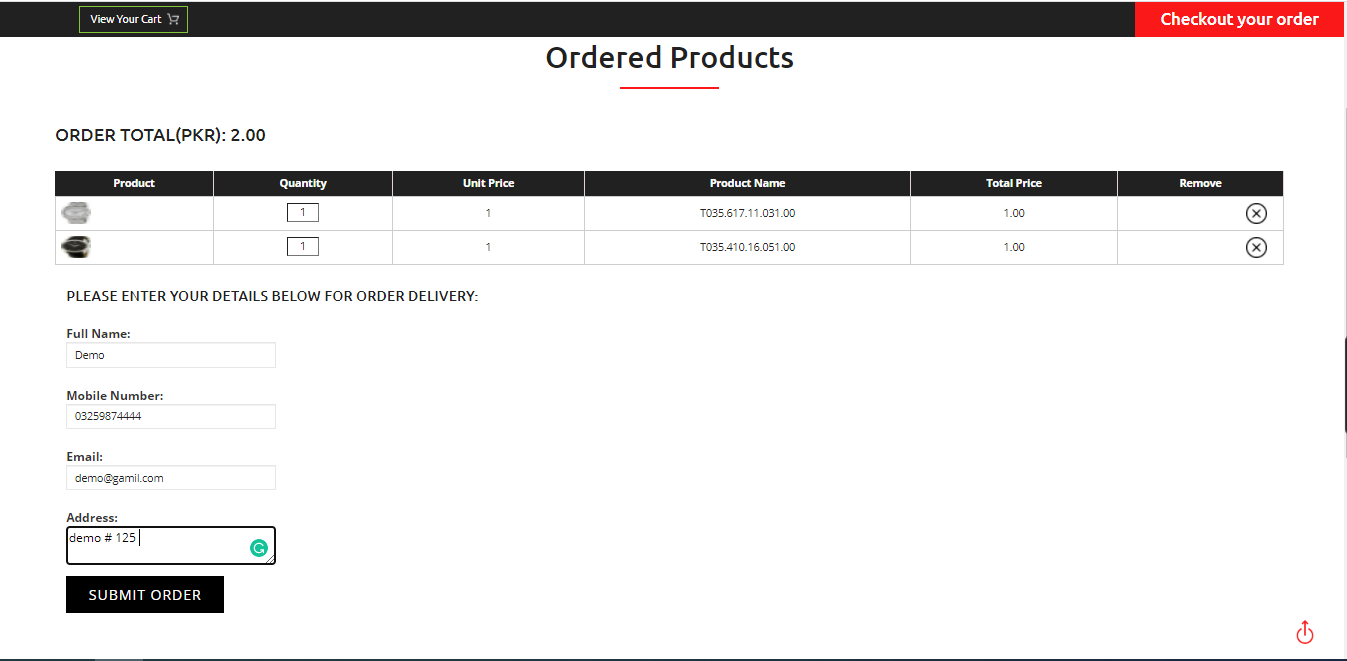 View Your Cart
Checkout your order
Ordered Products
ORDER TOTAL(PKR): 2.00
Product Quantity Unit Price Product Name Total Price Remove
1 1 T035.617.11.031.00 1.00
1 1 T035.410.16.051.00 1.00
PLEASE ENTER YOUR DETAILS BELOW FOR ORDER DELIVERY:
Full Name:
Demo
Mobile Number:
03259874444
Email:
demo@gamil.com
Address:
demo # 125
SUBMIT ORDER